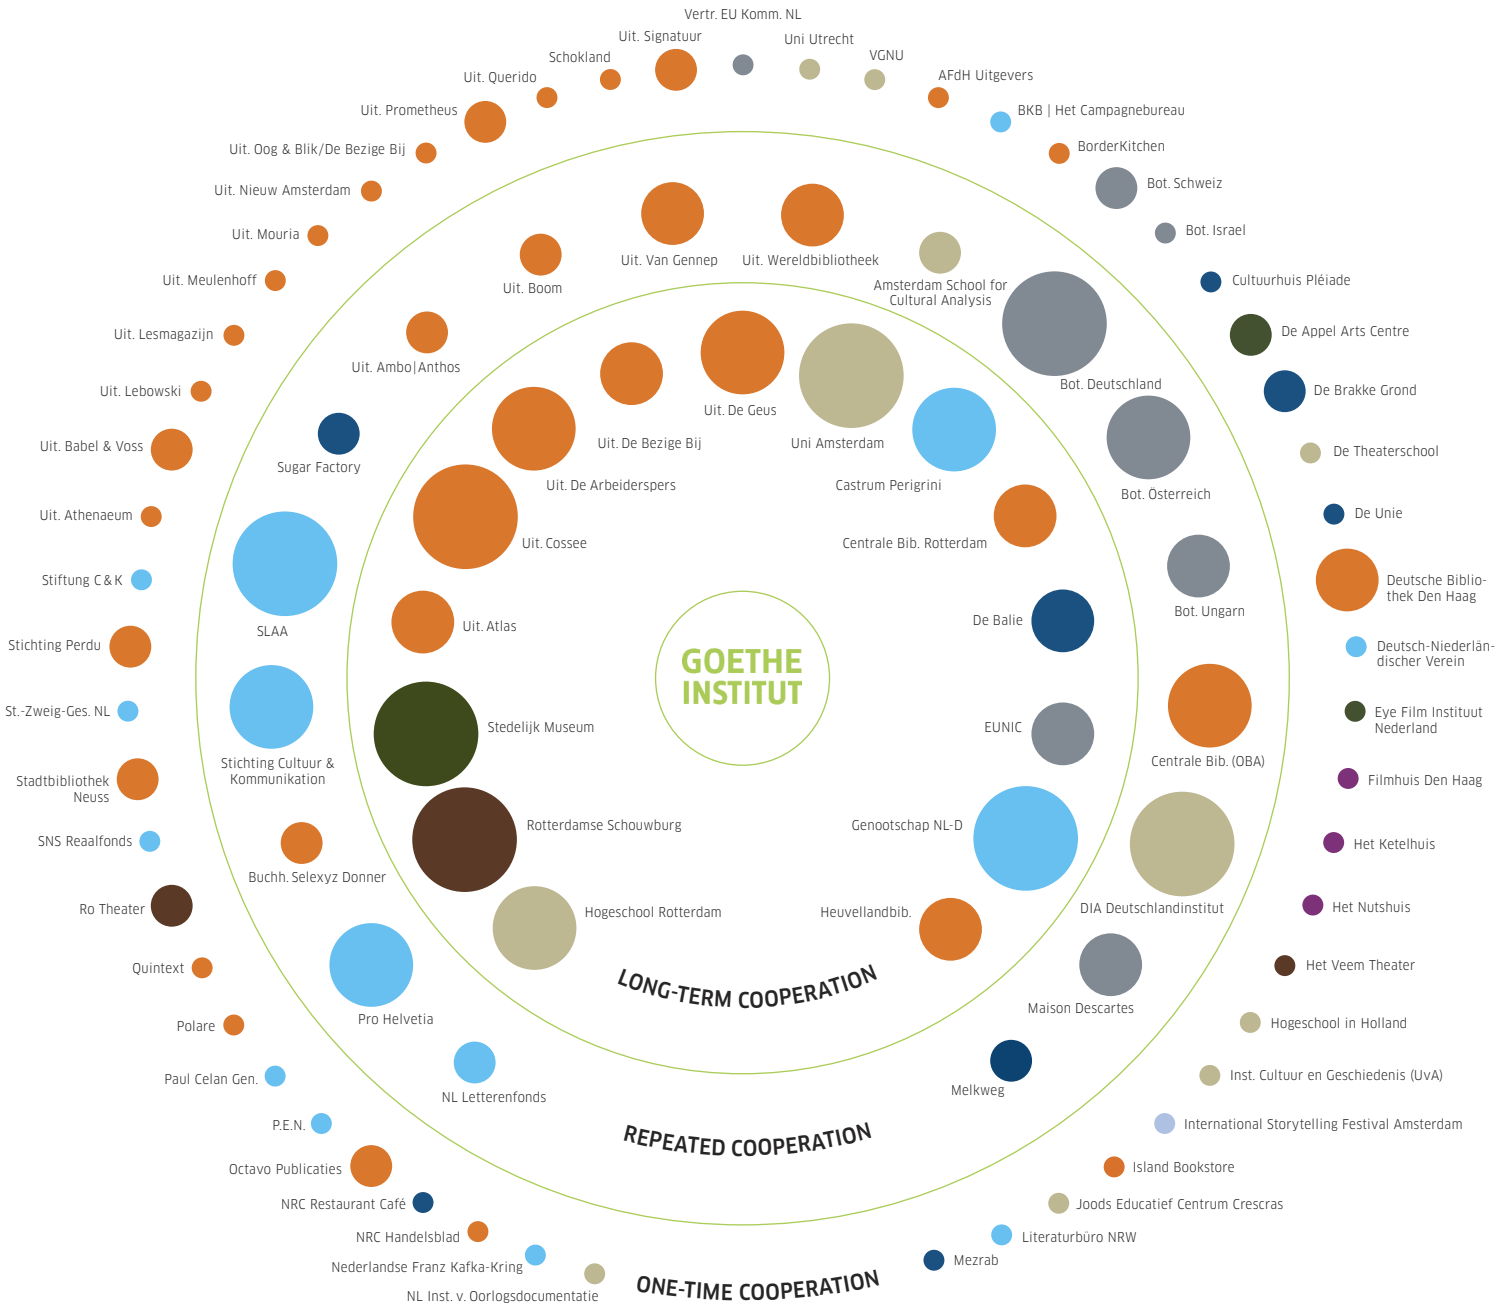 Vertr. EU Komm. NL
Uit. Signatuur
Uni Utrecht
Schokland
VGNU
Uit. Querido
AFdH Uitgevers
Uit. Prometheus
BKB | Het Campagnebureau
Uit. Oog & Blik/De Bezige Bij
BorderKitchen
Uit. Nieuw Amsterdam
Bot. Schweiz
Uit. Mouria
Bot. Israel
Uit. Meulenhoff
Cultuurhuis Pléiade
Uit. Lesmagazijn
De Appel Arts Centre
Uit. Lebowski
De Brakke Grond
Uit. Babel & Voss
De Theaterschool
Uit. Athenaeum
De Unie
Stiftung C & K
Deutsche Biblio-
thek Den Haag
Stichting Perdu
Deutsch-Niederlän-
discher Verein
St.-Zweig-Ges. NL
Eye Film Instituut
Nederland
Stadtbibliothek
Neuss
Filmhuis Den Haag
SNS Reaalfonds
Het Ketelhuis
Ro Theater
Het Nutshuis
Quintext
Het Veem Theater
Polare
Hogeschool in Holland
Paul Celan Gen.
Inst. Cultuur en Geschiedenis (UvA)
P.E.N.
International Storytelling Festival Amsterdam
Octavo Publicaties
Island Bookstore
NRC Restaurant Café
Joods Educatief Centrum Crescras
NRC Handelsblad
Literaturbüro NRW
Nederlandse Franz Kafka-Kring
Mezrab
NL Inst. v. Oorlogsdocumentatie
ONE-TIME COOPERATION
Uit. Van Gennep
Uit. Wereldbibliotheek
Uit. Boom
Amsterdam School for
Cultural Analysis
Uit. Ambo|Anthos
Bot. Deutschland
Sugar Factory
Bot. Österreich
SLAA
Bot. Ungarn
Stichting Cultuur &
Kommunikation
Centrale Bib. (OBA)
Buchh. Selexyz Donner
DIA Deutschlandinstitut
Pro Helvetia
Maison Descartes
NL Letterenfonds
Melkweg
REPEATED COOPERATION
Uit. De Geus
Uit. De Bezige Bij
Uni Amsterdam
Uit. De Arbeiderspers
Castrum Perigrini
Uit. Cossee
Centrale Bib. Rotterdam
Uit. Atlas
De Balie
Stedelijk Museum
EUNIC
Rotterdamse Schouwburg
Genootschap NL-D
Hogeschool Rotterdam
Heuvellandbib.
LONG-TERM COOPERATION
GOETHE
INSTITUT